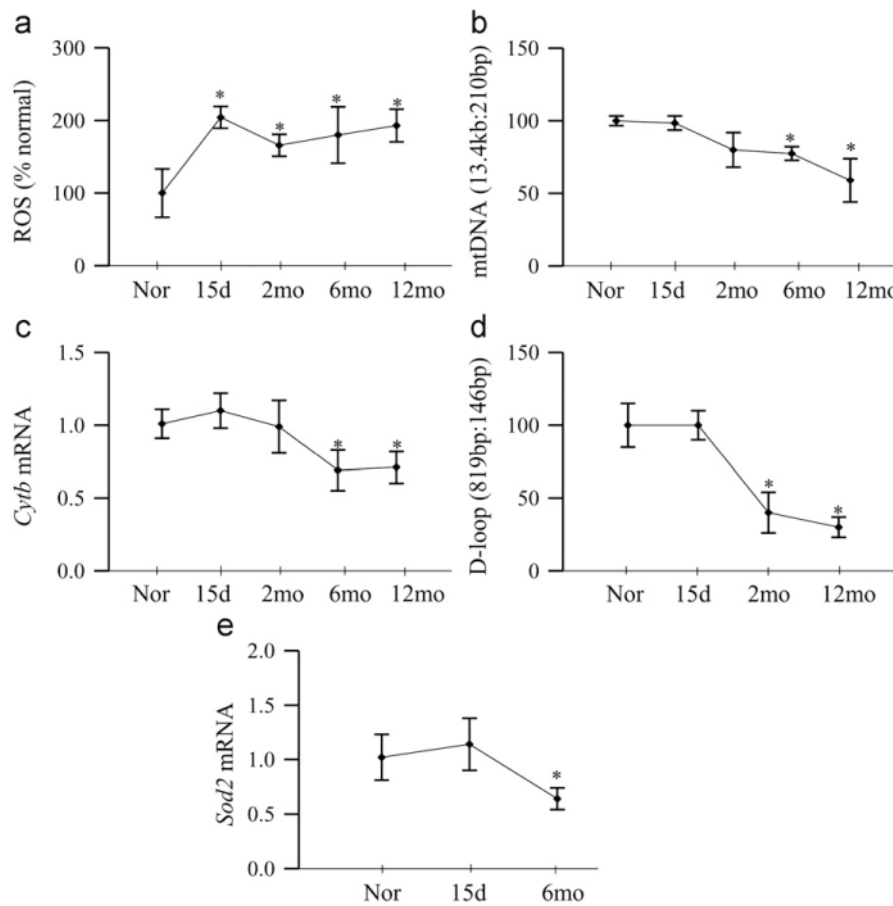 a
ROS (% normal)
300
200
100
0
* * * *
Nor 15d 2mo 6mo 12mo
b
mtDNA (13.4kb:210bp)
150
100
50
0
* *
Nor 15d 2mo 6mo 12mo
c
Cytb mRNA
1.5
1.0
0.5
0.0
* *
Nor 15d 2mo 6mo 12mo
d
D-loop (819bp:146bp)
150
100
50
0
* *
Nor 15d 2mo 12mo
e
Sod2 mRNA
2.0
1.5
1.0
0.5
0.0
*
Nor 15d 6mo